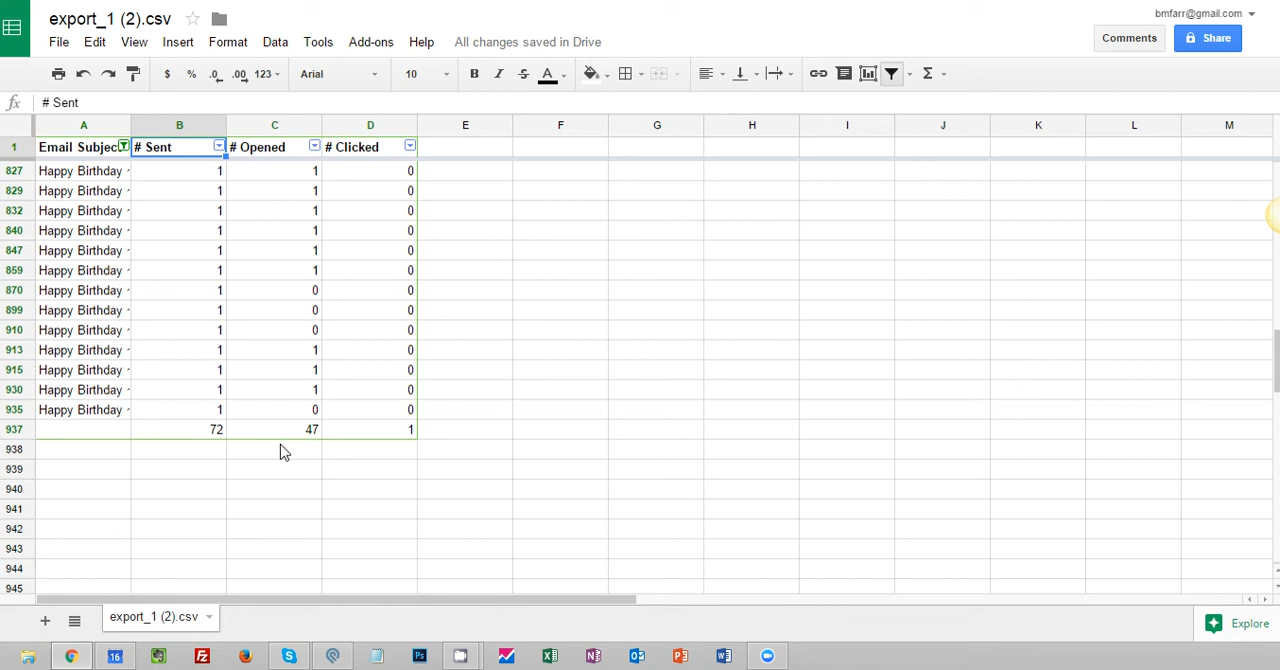 export_1 (2).csv
bmfarr@gmail.com
File Edit View Insert Format Data Tools Add-ons Help All changes saved in Drive
Comments
Share
$ % .0 .00 123 Arial 10 B I S A Σ
fx # Sent
A B C D E F G H I J K L M
1 Email Subjec # Sent # Opened # Clicked
827 Happy Birthday 1 1 0
829 Happy Birthday 1 1 0
832 Happy Birthday 1 1 0
840 Happy Birthday 1 1 0
847 Happy Birthday 1 1 0
859 Happy Birthday 1 1 0
870 Happy Birthday 1 0 0
899 Happy Birthday 1 0 0
910 Happy Birthday 1 0 0
913 Happy Birthday 1 1 0
915 Happy Birthday 1 1 0
930 Happy Birthday 1 1 0
935 Happy Birthday 1 0 0
937 72 47 1
938
939
940
941
942
943
944
945
export_1 (2).csv
Explore
16